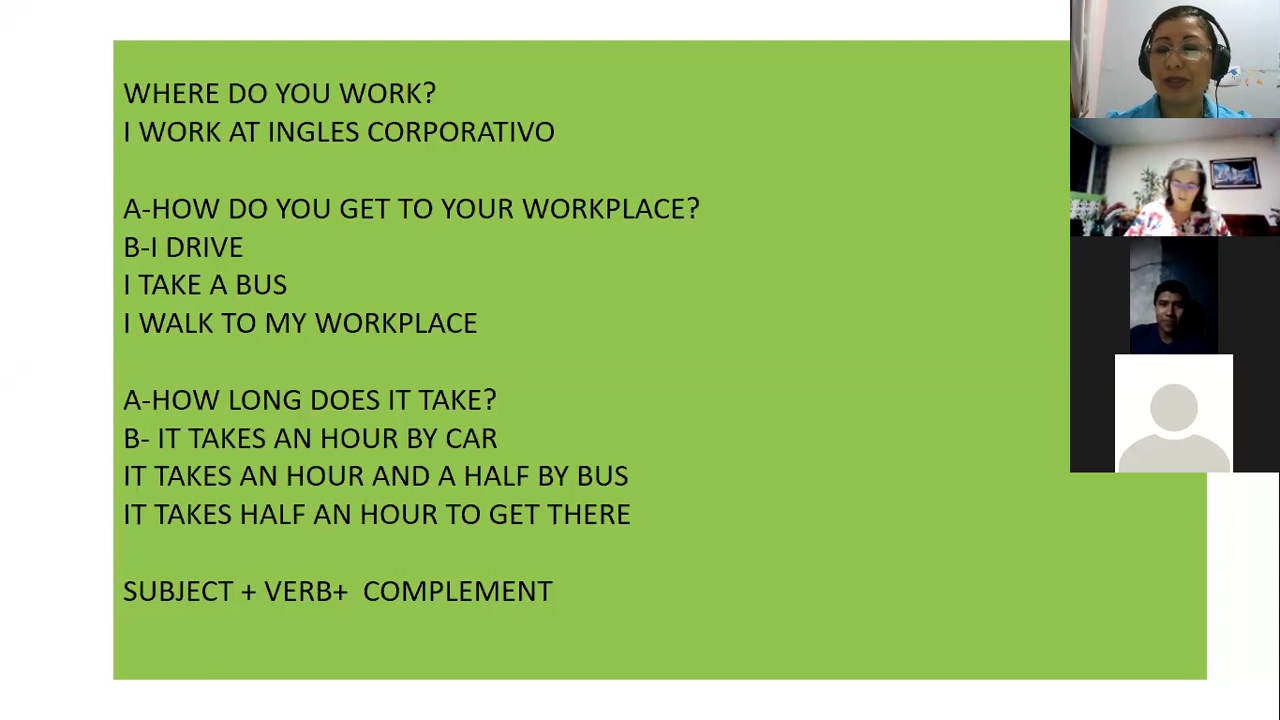 WHERE DO YOU WORK?
I WORK AT INGLES CORPORATIVO
A-HOW DO YOU GET TO YOUR WORKPLACE?
B-I DRIVE
I TAKE A BUS
I WALK TO MY WORKPLACE
A-HOW LONG DOES IT TAKE?
B- IT TAKES AN HOUR BY CAR
IT TAKES AN HOUR AND A HALF BY BUS
IT TAKES HALF AN HOUR TO GET THERE
SUBJECT + VERB+  COMPLEMENT